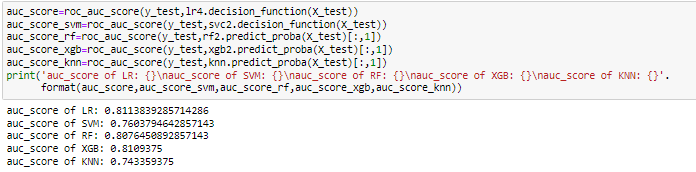 auc_score=roc_auc_score(y_test,lr4.decision_function(X_test))
auc_score_svm=roc_auc_score(y_test,svc2.decision_function(X_test))
auc_score_rf=roc_auc_score(y_test,rf2.predict_proba(X_test)[:,1])
auc_score_xgb=roc_auc_score(y_test,xgb2.predict_proba(X_test)[:,1])
auc_score_knn=roc_auc_score(y_test,knn.predict_proba(X_test)[:,1])
print('auc_score of LR: {}\nauc_score of SVM: {}\nauc_score of RF: {}\nauc_score of XGB: {}\nauc_score of KNN: {}'.
format(auc_score,auc_score_svm,auc_score_rf,auc_score_xgb,auc_score_knn))
auc_score of LR: 0.8113839285714286
auc_score of SVM: 0.7603794642857143
auc_score of RF: 0.8076450892857143
auc_score of XGB: 0.8109375
auc_score of KNN: 0.743359375